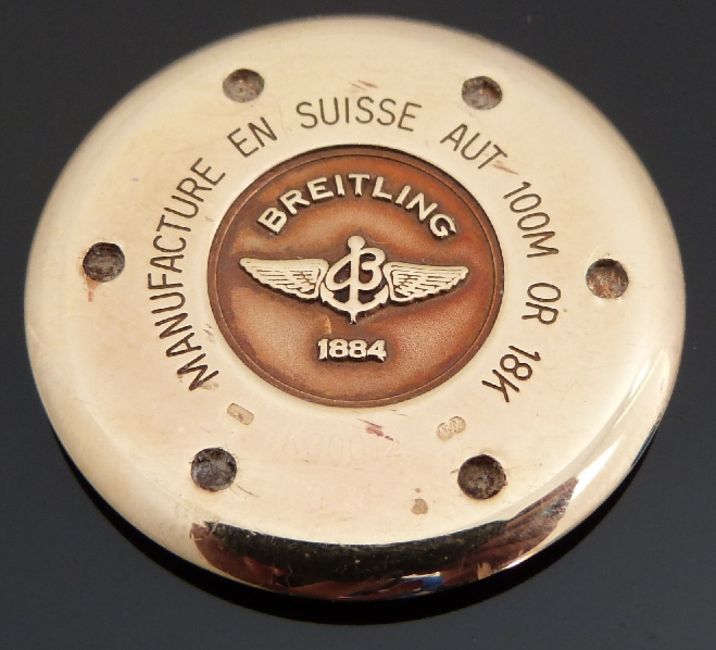 MANUFACTURE EN SUISSE AUT 100M OR 18K
BREITLING
1884